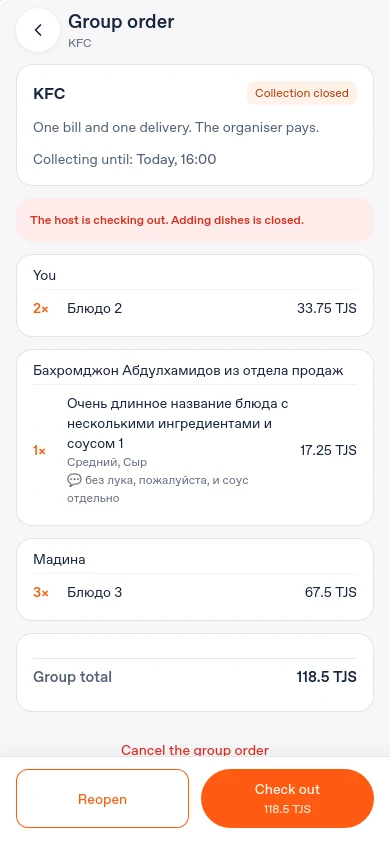 Group order
KFC
KFC
Collection closed
One bill and one delivery. The organiser pays.
Collecting until: Today, 16:00
The host is checking out. Adding dishes is closed.
You
2× Блюдо 2 33.75 TJS
Бахромджон Абдулхамидов из отдела продаж
Очень длинное название блюда с
несколькими ингредиентами и
соусом 1
1× 17.25 TJS
Средний, Сыр
💬 без лука, пожалуйста, и соус
отдельно
Мадина
3× Блюдо 3 67.5 TJS
Group total 118.5 TJS
Cancel the group order
Reopen
Check out
118.5 TJS